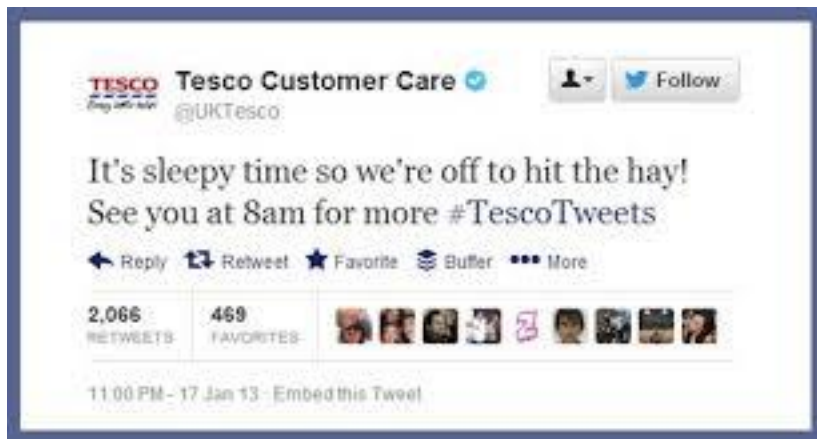 TESCO
Tesco Customer Care
Follow
@UKTesco
It's sleepy time so we're off to hit the hay!
See you at 8am for more #TescoTweets
Reply Retweet Favorite Buffer More
2,066 469
RETWEETS FAVORITES
11:00 PM - 17 Jan 13 · Embed this Tweet